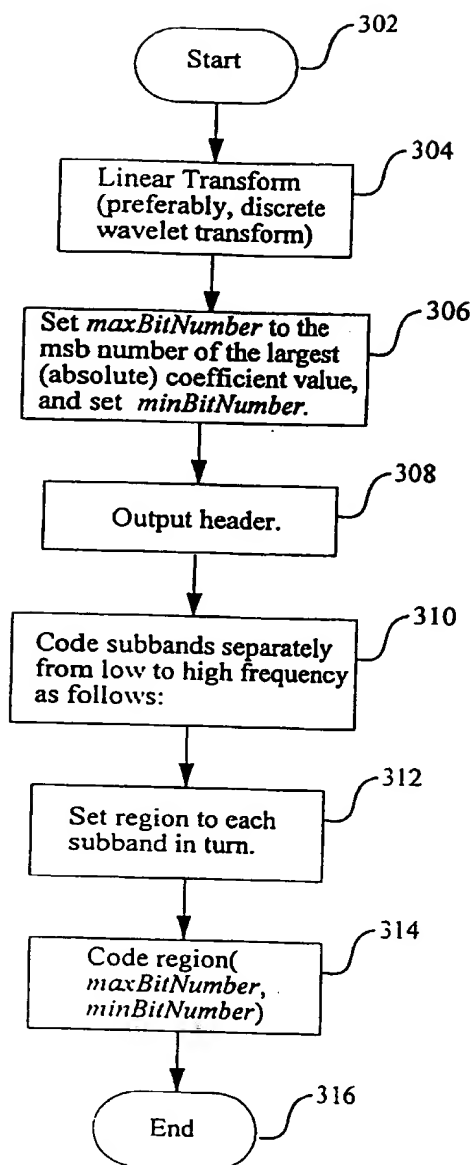 302
Start
304
Linear Transform
(preferably, discrete
wavelet transform)
306
Set maxBitNumber to the
msb number of the largest
(absolute) coefficient value,
and set minBitNumber.
308
Output header.
310
Code subbands separately
from low to high frequency
as follows:
312
Set region to each
subband in turn.
314
Code region(
maxBitNumber,
minBitNumber)
316
End